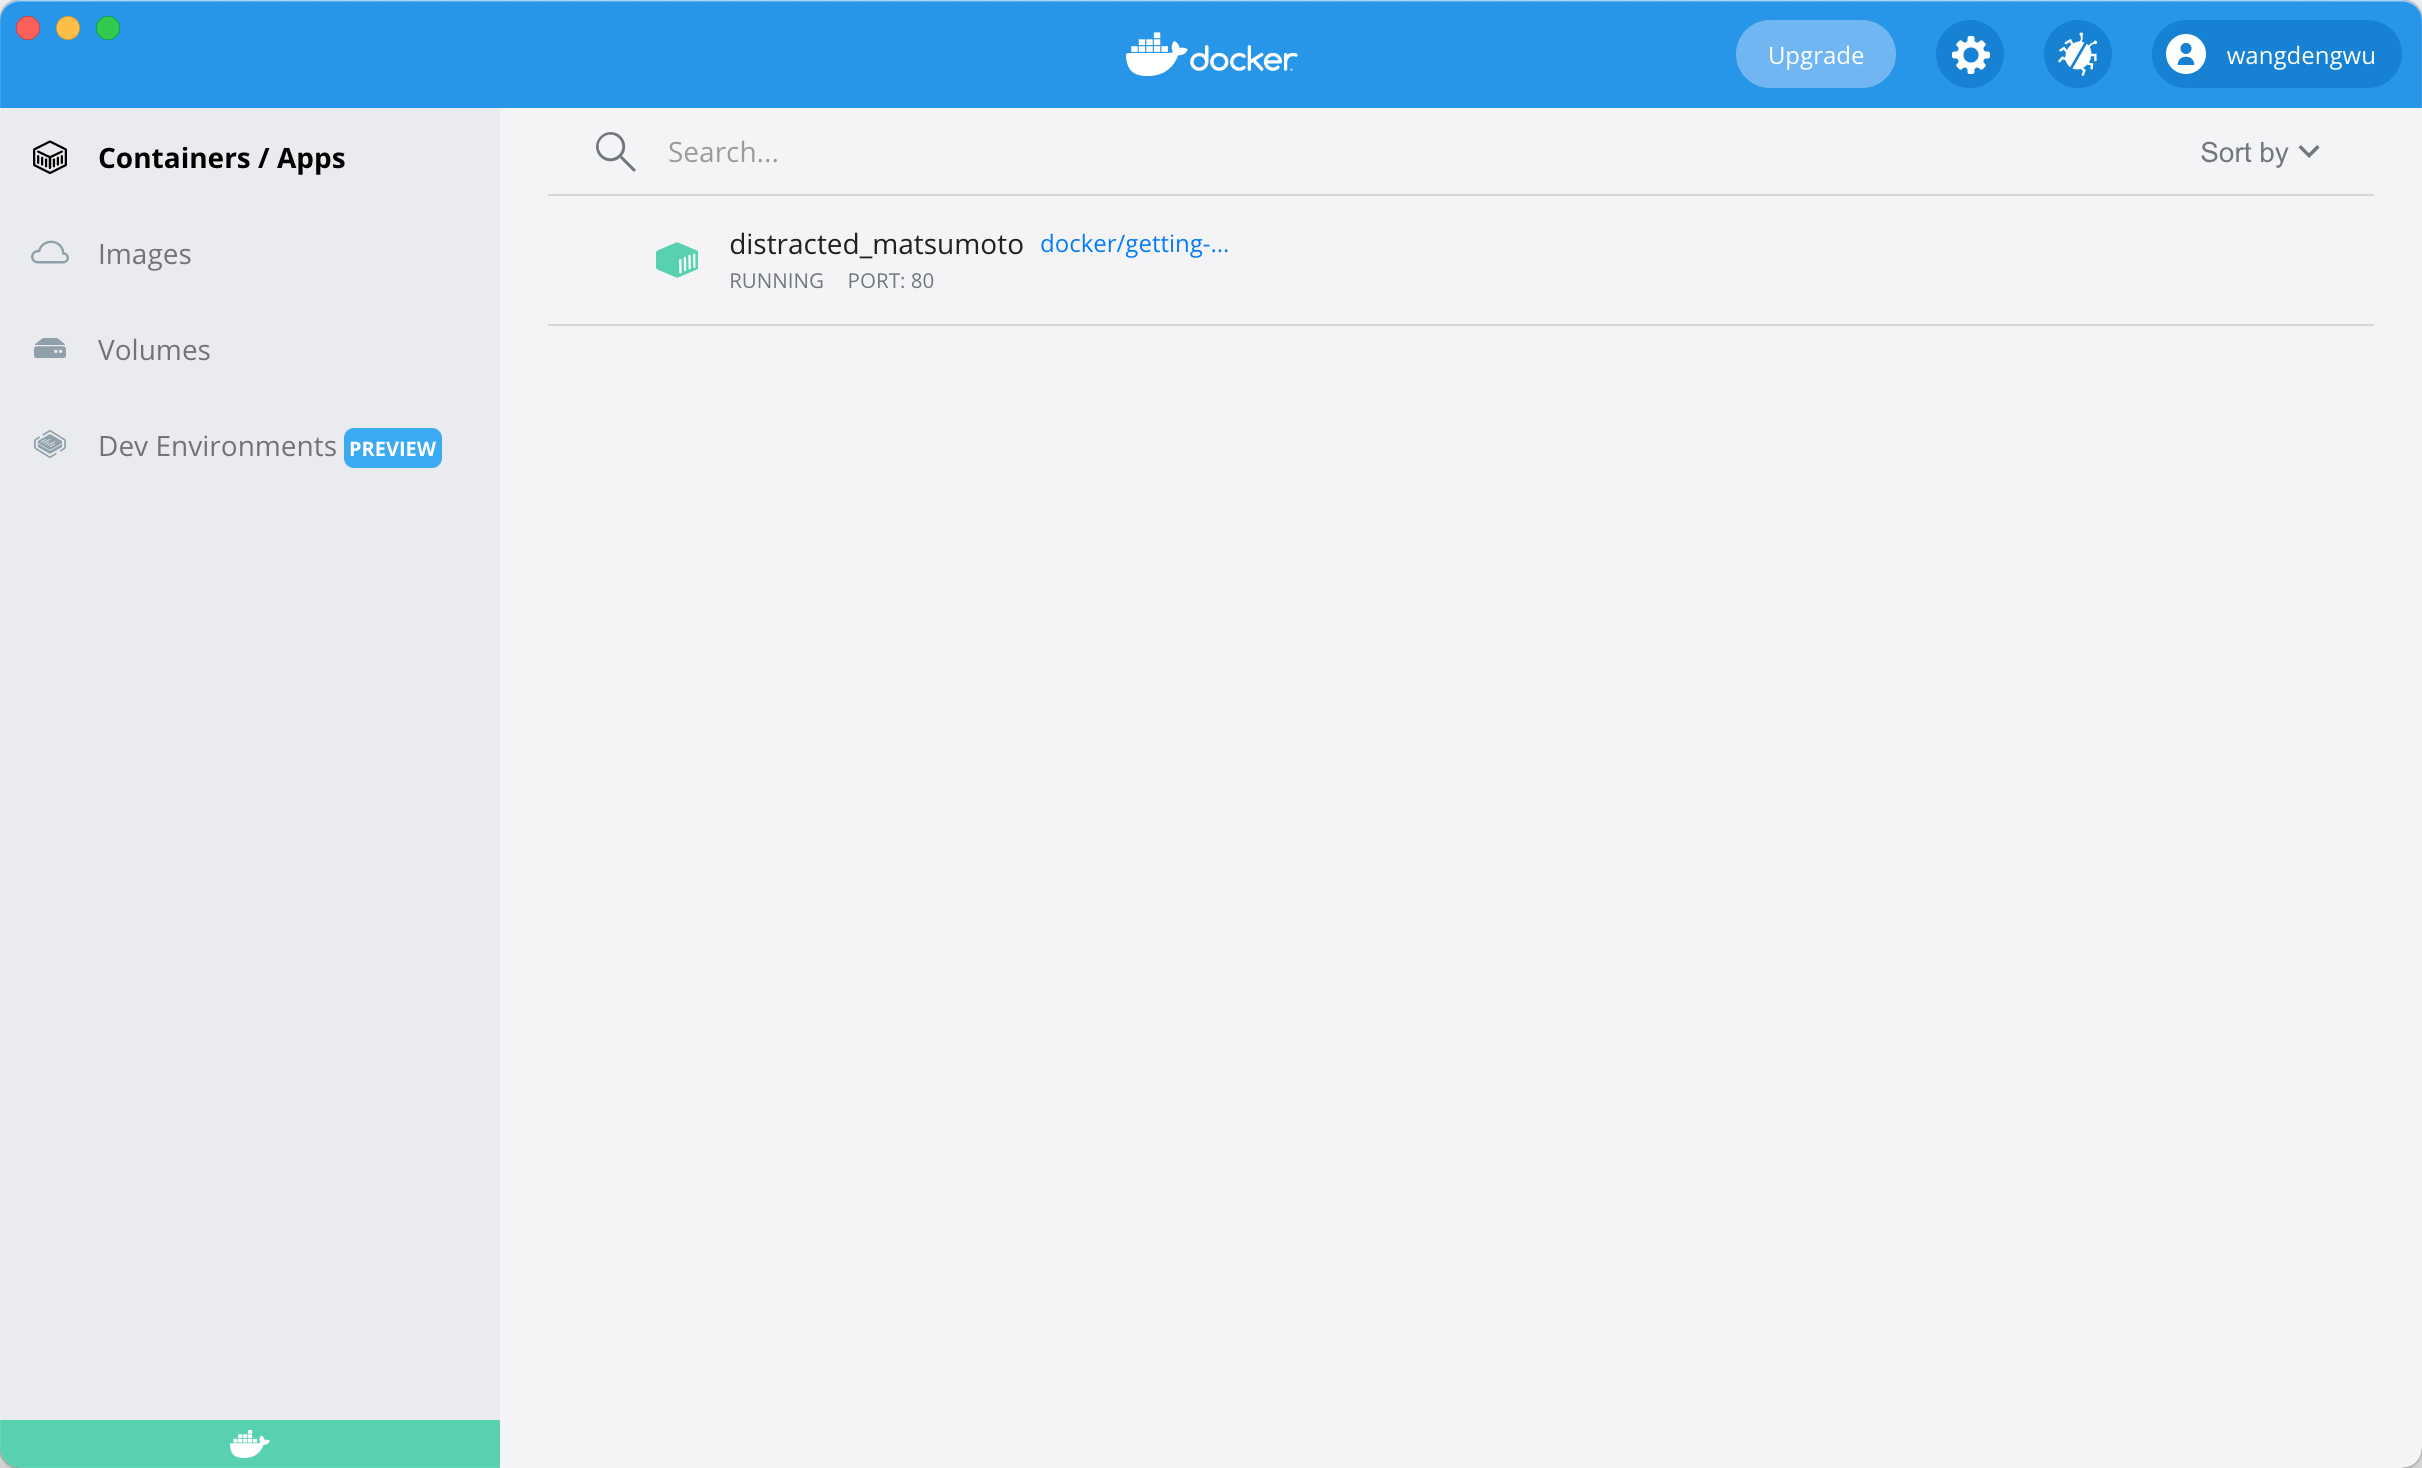 docker
Upgrade
wangdengwu
Containers / Apps
Images
Volumes
Dev Environments PREVIEW
Search...
Sort by
distracted_matsumoto docker/getting-...
RUNNING PORT: 80